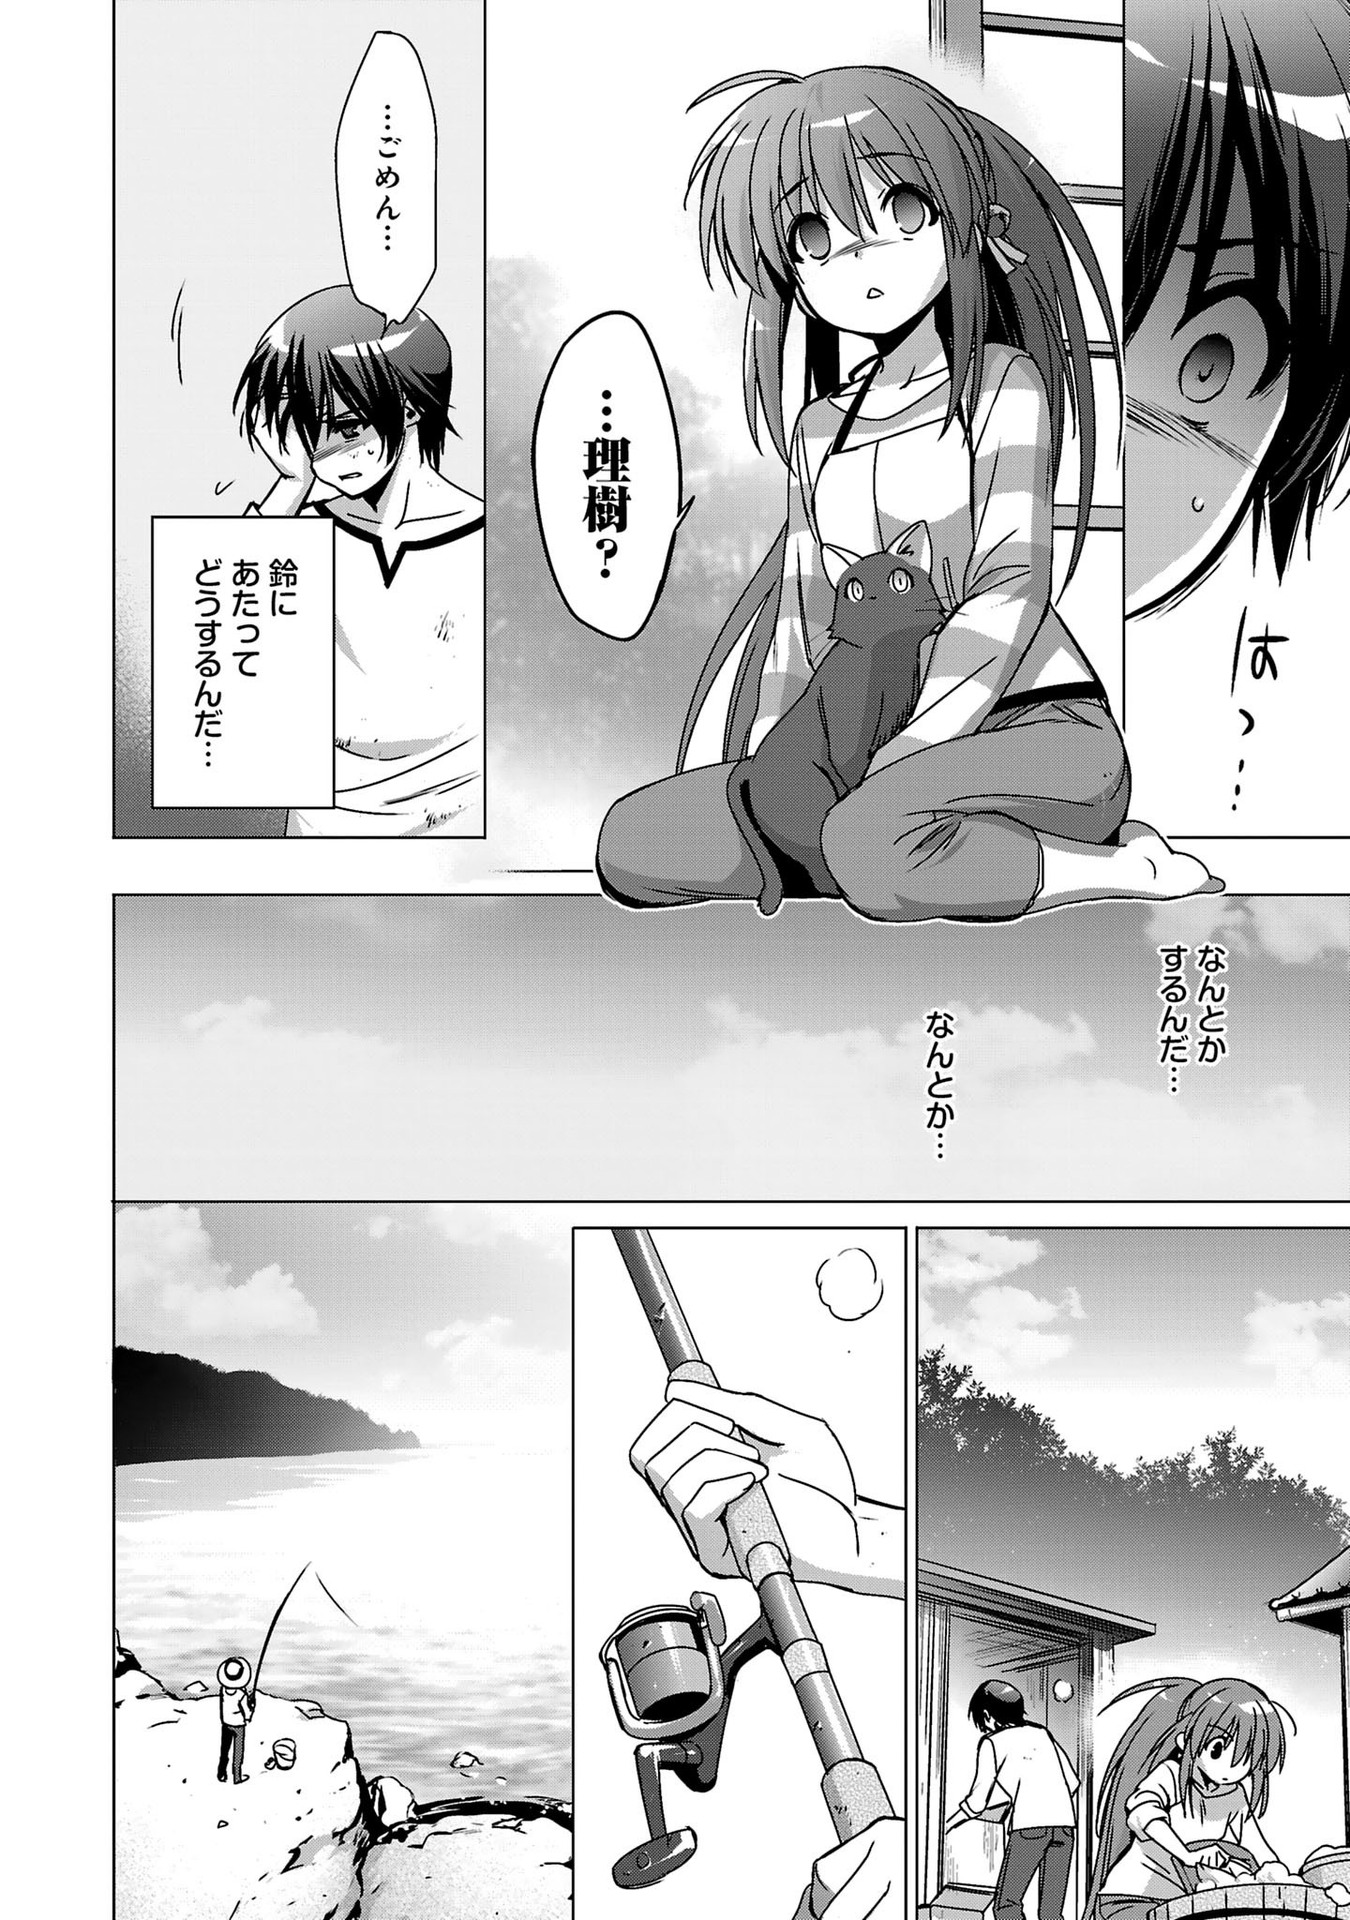 はっ…
…理樹?
…ごめん…
鈴に
あたって
どうするんだ…
なんとか
するんだ…
なんとか…